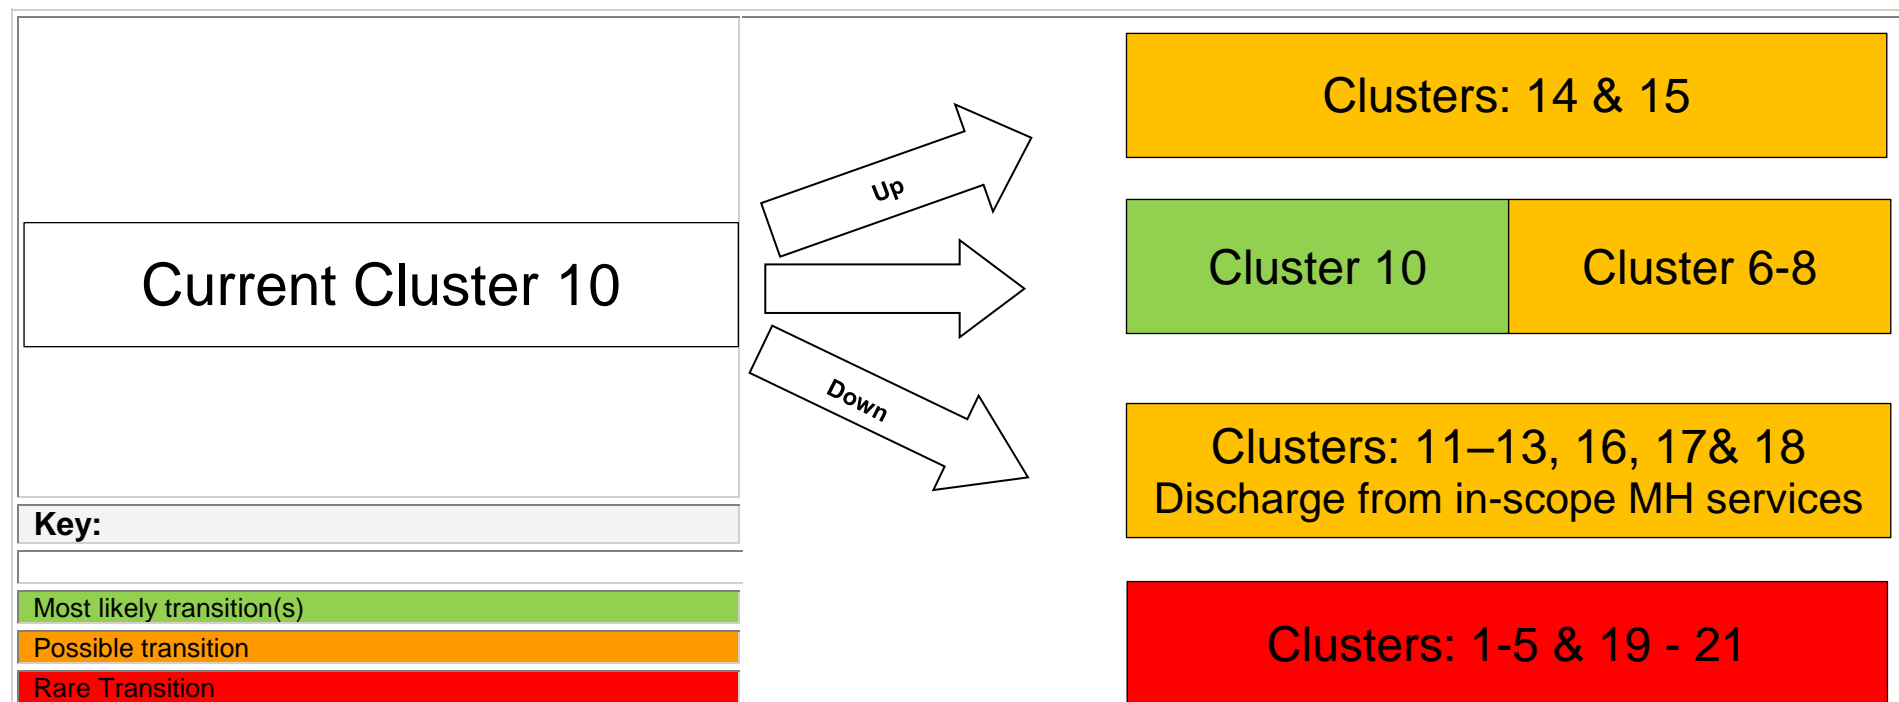 Clusters: 14 & 15
Up
Current Cluster 10
Cluster 10
Cluster 6-8
Down
Clusters: 11–13, 16, 17& 18
Discharge from in-scope MH services
Key:
Most likely transition(s)
Possible transition
Rare Transition
Clusters: 1-5 & 19 - 21